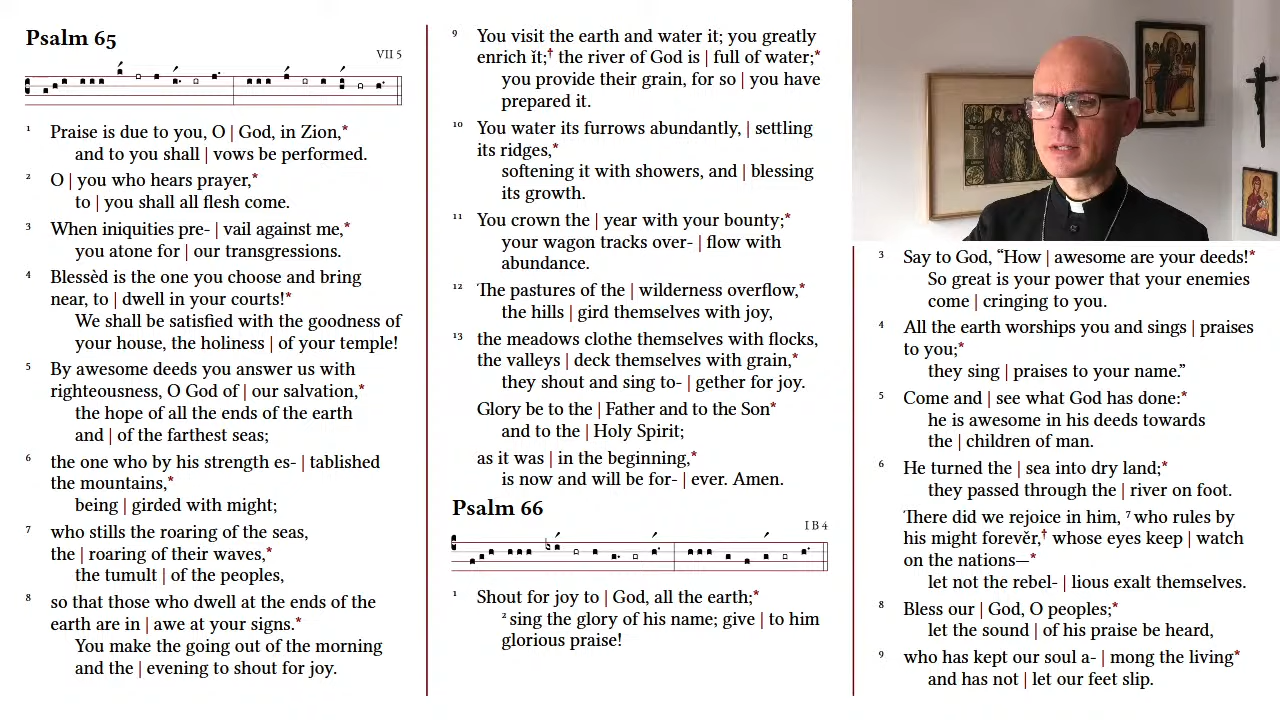 Psalm 65
VII 5
1 Praise is due to you, O | God, in Zion,*
and to you shall | vows be performed.
2 O | you who hears prayer,*
to | you shall all flesh come.
3 When iniquities pre- | vail against me,*
you atone for | our transgressions.
4 Blessèd is the one you choose and bring
near, to | dwell in your courts!*
We shall be satisfied with the goodness of
your house, the holiness | of your temple!
5 By awesome deeds you answer us with
righteousness, O God of | our salvation,*
the hope of all the ends of the earth
and | of the farthest seas;
6 the one who by his strength es- | tablished
the mountains,*
being | girded with might;
7 who stills the roaring of the seas,
the | roaring of their waves,*
the tumult | of the peoples,
8 so that those who dwell at the ends of the
earth are in | awe at your signs.*
You make the going out of the morning
and the | evening to shout for joy.
9 You visit the earth and water it; you greatly
enrich ĭt;† the river of God is | full of water;*
you provide their grain, for so | you have
prepared it.
10 You water its furrows abundantly, | settling
its ridges,*
softening it with showers, and | blessing
its growth.
11 You crown the | year with your bounty;*
your wagon tracks over- | flow with
abundance.
12 The pastures of the | wilderness overflow,*
the hills | gird themselves with joy,
13 the meadows clothe themselves with flocks,
the valleys | deck themselves with grain,*
they shout and sing to- | gether for joy.
Glory be to the | Father and to the Son*
and to the | Holy Spirit;
as it was | in the beginning,*
is now and will be for- | ever. Amen.
Psalm 66
I B 4
1 Shout for joy to | God, all the earth;*
2 sing the glory of his name; give | to him
glorious praise!
3 Say to God, “How | awesome are your deeds!*
So great is your power that your enemies
come | cringing to you.
4 All the earth worships you and sings | praises
to you;*
they sing | praises to your name.”
5 Come and | see what God has done:*
he is awesome in his deeds towards
the | children of man.
6 He turned the | sea into dry land;*
they passed through the | river on foot.
There did we rejoice in him, 7 who rules by
his might forevĕr,† whose eyes keep | watch
on the nations—*
let not the rebel- | lious exalt themselves.
8 Bless our | God, O peoples;*
let the sound | of his praise be heard,
9 who has kept our soul a- | mong the living*
and has not | let our feet slip.